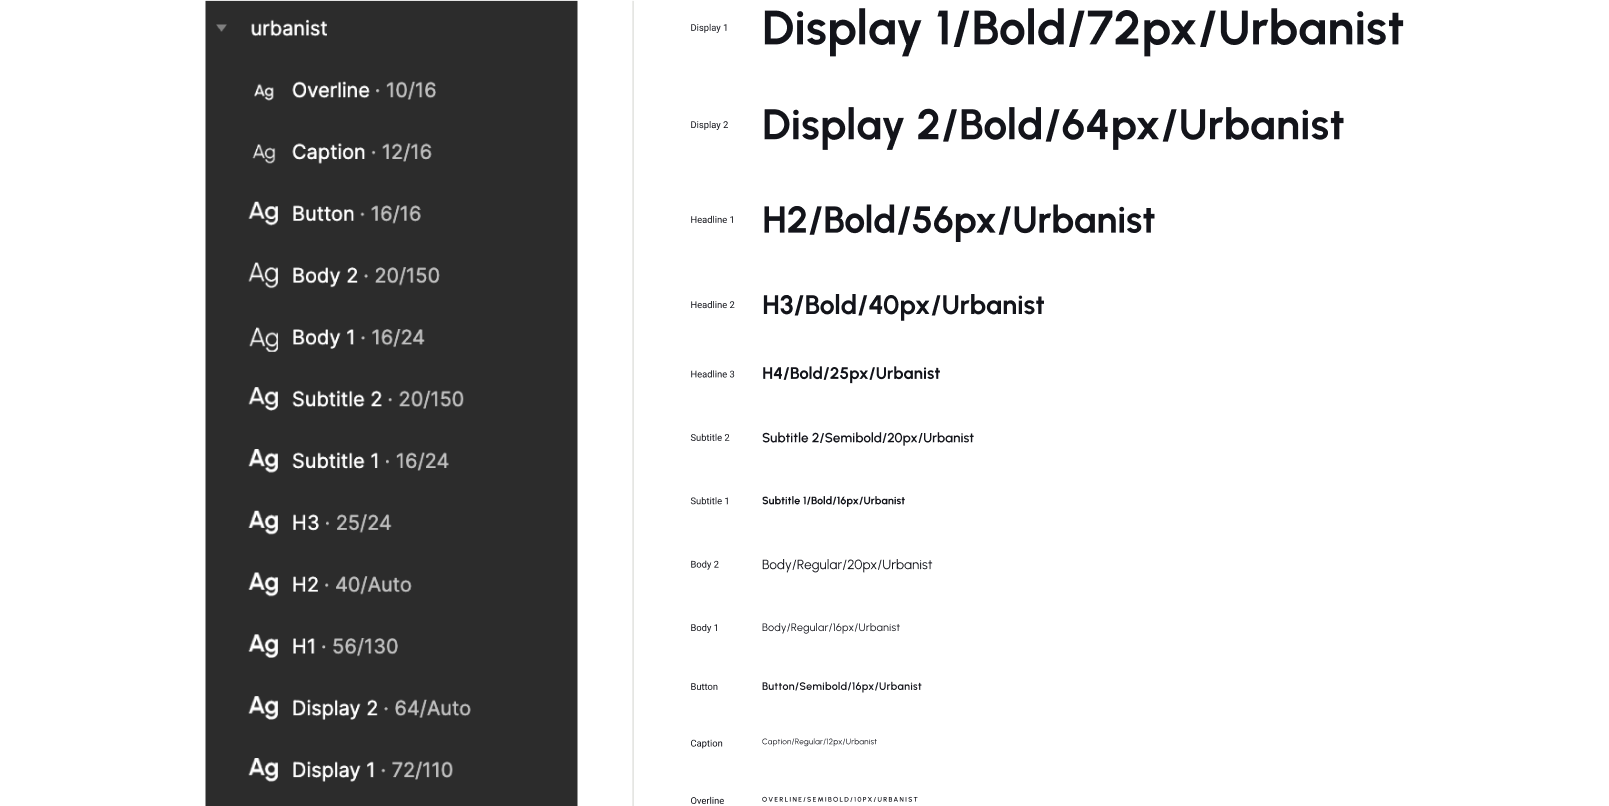 urbanist
Ag Overline · 10/16
Ag Caption · 12/16
Ag Button · 16/16
Ag Body 2 · 20/150
Ag Body 1 · 16/24
Ag Subtitle 2 · 20/150
Ag Subtitle 1 · 16/24
Ag H3 · 25/24
Ag H2 · 40/Auto
Ag H1 · 56/130
Ag Display 2 · 64/Auto
Ag Display 1 · 72/110
Display 1 Display 1/Bold/72px/Urbanist
Display 2 Display 2/Bold/64px/Urbanist
Headline 1 H2/Bold/56px/Urbanist
Headline 2 H3/Bold/40px/Urbanist
Headline 3 H4/Bold/25px/Urbanist
Subtitle 2 Subtitle 2/Semibold/20px/Urbanist
Subtitle 1 Subtitle 1/Bold/16px/Urbanist
Body 2 Body/Regular/20px/Urbanist
Body 1 Body/Regular/16px/Urbanist
Button Button/Semibold/16px/Urbanist
Caption Caption/Regular/12px/Urbanist
Overline OVERLINE/SEMIBOLD/10PX/URBANIST